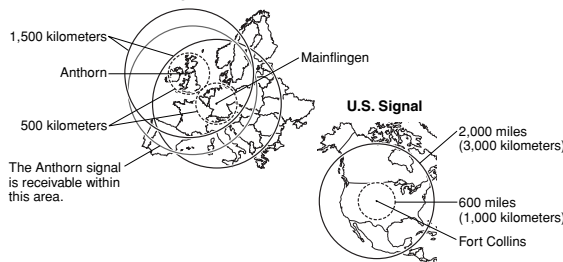 1,500 kilometers
Anthorn
Mainflingen
500 kilometers
The Anthorn signal
is receivable within
this area.
U.S. Signal
2,000 miles
(3,000 kilometers)
600 miles
(1,000 kilometers)
Fort Collins